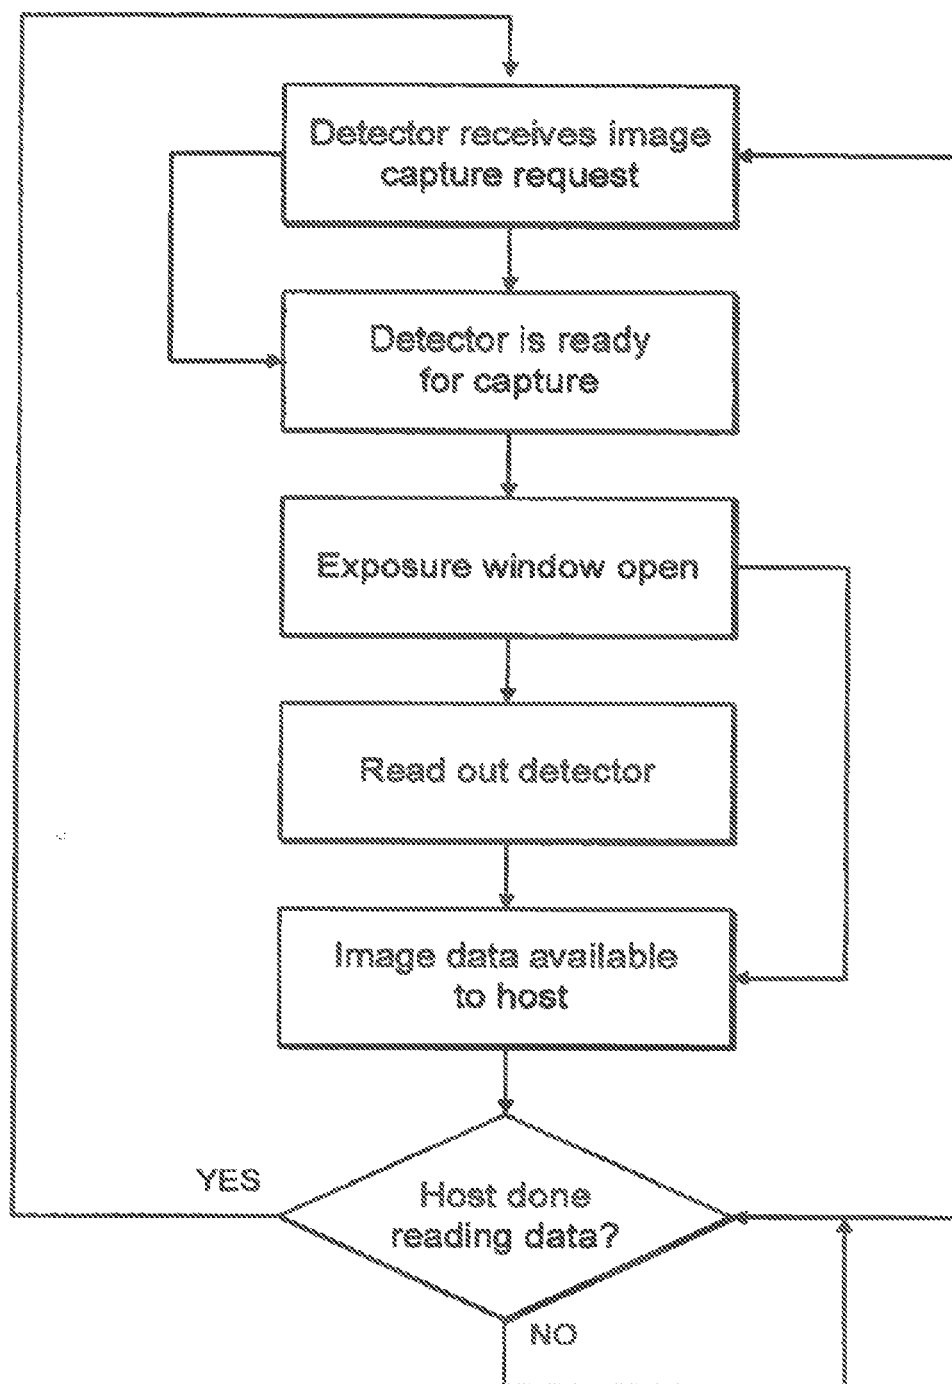 Detector receives image
capture request
Detector is ready
for capture
Exposure window open
Read out detector
Image data available
to host
YES
Host done
reading data?
NO